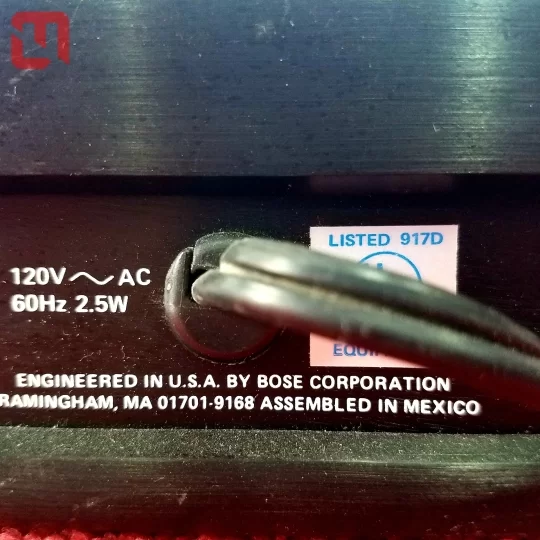 LISTED 917D
120V ~ AC
60Hz 2.5W
ENGINEERED IN U.S.A. BY BOSE CORPORATION
RAMINGHAM, MA 01701-9168 ASSEMBLED IN MEXICO